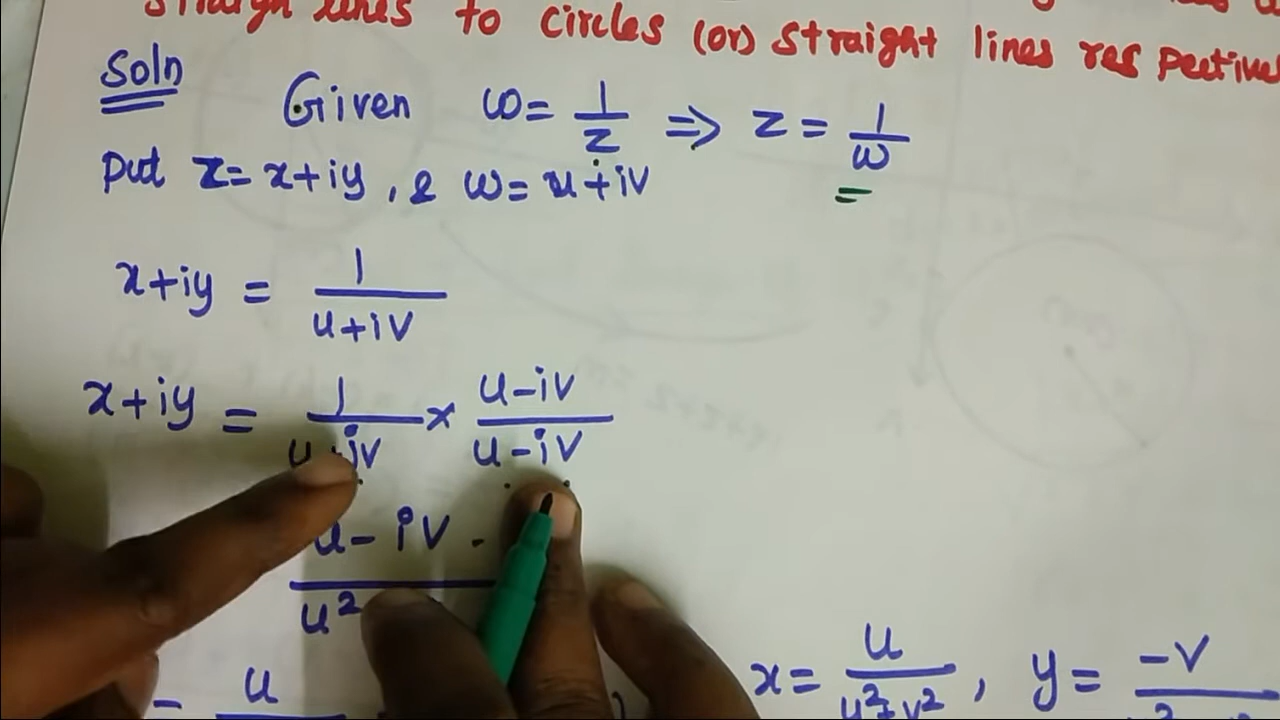 lines to circles (or) straight lines
Soln
Given ω = 1/z ⇒ z = 1/ω
Put z = x+iy, & ω = u+iv
x+iy = 1/(u+iv)
x+iy = 1/(u+iv) × (u-iv)/(u-iv)
u-iv
u²
= u
x = u/(u²+v²), y = -v